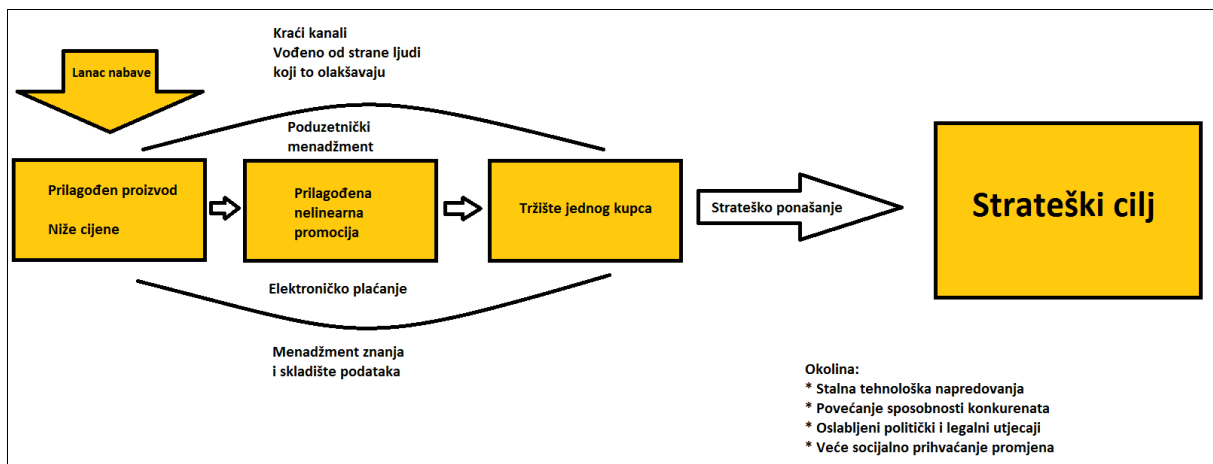 Kraći kanali
Vođeno od strane ljudi
koji to olakšavaju
Lanac nabave
Poduzetnički
menadžment
Prilagođen proizvod
Niže cijene
Prilagođena
nelinearna
promocija
Tržište jednog kupca
Strateško ponašanje
Strateški cilj
Elektroničko plaćanje
Menadžment znanja
i skladište podataka
Okolina:
* Stalna tehnološka napredovanja
* Povećanje sposobnosti konkurenata
* Oslabljeni politički i legalni utjecaji
* Veće socijalno prihvaćanje promjena